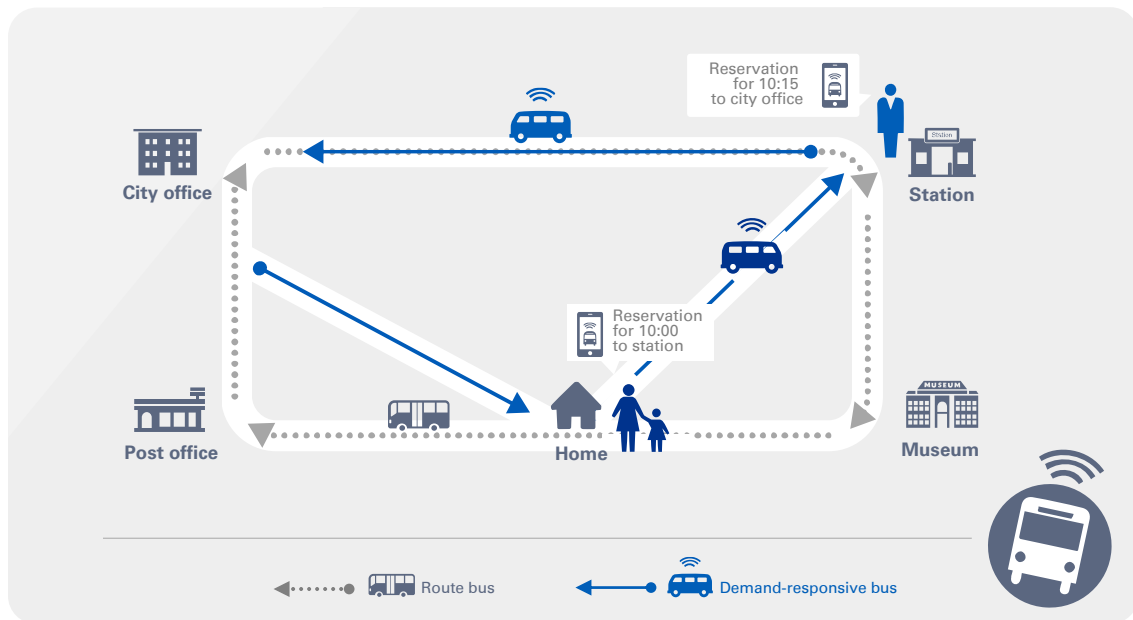 Reservation
for 10:15
to city office
Station
City office
Station
Reservation
for 10:00
to station
MUSEUM
Post office
Home
Museum
Route bus
Demand-responsive bus